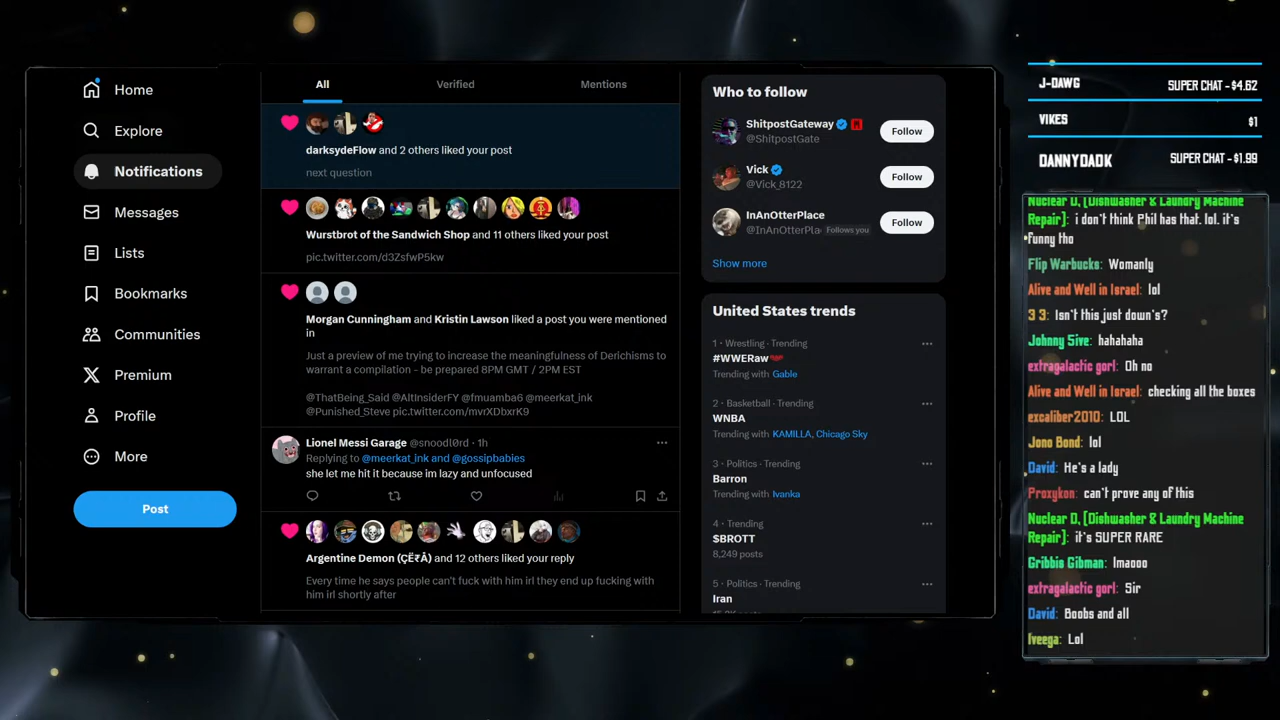 Home
Explore
Notifications
Messages
Lists
Bookmarks
Communities
Premium
Profile
More
Post
All
Verified
Mentions
darksydeFlow and 2 others liked your post
next question
Wurstbrot of the Sandwich Shop and 11 others liked your post
pic.twitter.com/d3ZsfwP5kw
Morgan Cunningham and Kristin Lawson liked a post you were mentioned
in
Just a preview of me trying to increase the meaningfulness of Derichisms to
warrant a compilation - be prepared 8PM GMT / 2PM EST
@ThatBeing_Said @AltInsiderFY @fmuamba6 @meerkat_ink
@Punished_Steve pic.twitter.com/mvrXDbxrK9
Lionel Messi Garage @snoodl0rd · 1h
Replying to @meerkat_ink and @gossipbabies
she let me hit it because im lazy and unfocused
Argentine Demon (ÇËꞦÅ) and 12 others liked your reply
Every time he says people can't fuck with him irl they end up fucking with
him irl shortly after
Who to follow
ShitpostGateway
@ShitpostGate
Follow
Vick
@Vick_8122
Follow
InAnOtterPlace
@InAnOtterPla Follows you
Follow
Show more
United States trends
1 · Wrestling · Trending
#WWERaw
Trending with Gable
2 · Basketball · Trending
WNBA
Trending with KAMILLA, Chicago Sky
3 · Politics · Trending
Barron
Trending with Ivanka
4 · Trending
$BROTT
8,249 posts
5 · Politics · Trending
Iran
J-DAWG SUPER CHAT - $4.62
VIKES $1
DANNYDADK SUPER CHAT - $1.99
Nuclear D, [Dishwasher & Laundry Machine
Repair]: i don't think Phil has that. lol. it's
funny tho
Flip Warbucks: Womanly
Alive and Well in Israel: lol
3 3: Isn't this just down's?
Johnny 5ive: hahahaha
extragalactic gorl: Oh no
Alive and Well in Israel: checking all the boxes
excaliber2010: LOL
Jono Bond: lol
David: He's a lady
Proxykon: can't prove any of this
Nuclear D, [Dishwasher & Laundry Machine
Repair]: it's SUPER RARE
Gribbis Gibman: lmaooo
extragalactic gorl: Sir
David: Boobs and all
Iveega: Lol